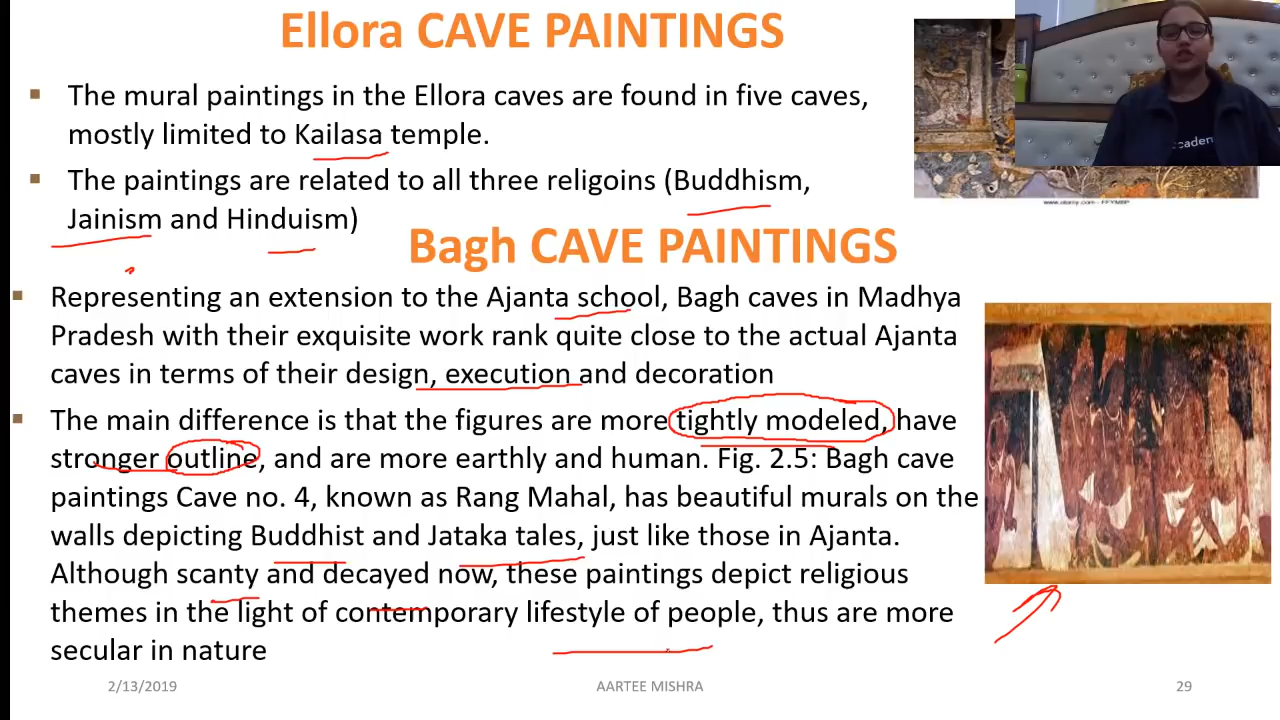 Ellora CAVE PAINTINGS
▪ The mural paintings in the Ellora caves are found in five caves,
mostly limited to Kailasa temple.
▪ The paintings are related to all three religoins (Buddhism,
Jainism and Hinduism)
Bagh CAVE PAINTINGS
▪ Representing an extension to the Ajanta school, Bagh caves in Madhya
Pradesh with their exquisite work rank quite close to the actual Ajanta
caves in terms of their design, execution and decoration
▪ The main difference is that the figures are more tightly modeled, have
stronger outline, and are more earthly and human. Fig. 2.5: Bagh cave
paintings Cave no. 4, known as Rang Mahal, has beautiful murals on the
walls depicting Buddhist and Jataka tales, just like those in Ajanta.
Although scanty and decayed now, these paintings depict religious
themes in the light of contemporary lifestyle of people, thus are more
secular in nature
2/13/2019
AARTEE MISHRA
29